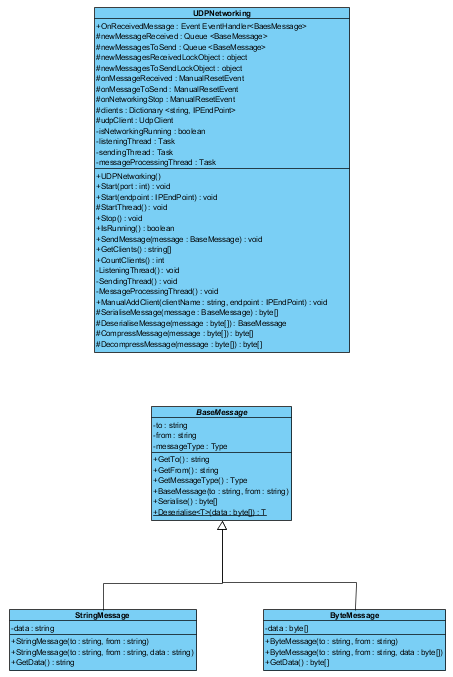 UDPNetworking
+OnReceivedMessage : Event EventHandler<BaesMessage>
#newMessageReceived : Queue <BaseMessage>
#newMessagesToSend : Queue <BaseMessage>
#newMessagesReceivedLockObject : object
#newMessagesToSendLockObject : object
#onMessageReceived : ManualResetEvent
#onMessageToSend : ManualResetEvent
#onNetworkingStop : ManualResetEvent
#clients : Dictionary <string, IPEndPoint>
#udpClient : UdpClient
-isNetworkingRunning : boolean
-listeningThread : Task
-sendingThread : Task
-messageProcessingThread : Task
+UDPNetworking()
+Start(port : int) : void
+Start(endpoint : IPEndPoint) : void
#StartThread() : void
+Stop() : void
+IsRunning() : boolean
+SendMessage(message : BaseMessage) : void
+GetClients() : string[]
+CountClients() : int
-ListeningThread() : void
-SendingThread() : void
-MessageProcessingThread() : void
+ManualAddClient(clientName : string, endpoint : IPEndPoint) : void
#SerialiseMessage(message : BaseMessage) : byte[]
#DeserialiseMessage(message : byte[]) : BaseMessage
#CompressMessage(message : byte[]) : byte[]
#DecompressMessage(message : byte[]) : byte[]
BaseMessage
-to : string
-from : string
-messageType : Type
+GetTo() : string
+GetFrom() : string
+GetMessageType() : Type
+BaseMessage(to : string, from : string)
+Serialise() : byte[]
+Deserialise<T>(data : byte[]) : T
StringMessage
-data : string
+StringMessage(to : string, from : string)
+StringMessage(to : string, from : string, data : string)
+GetData() : string
ByteMessage
-data : byte[]
+ByteMessage(to : string, from : string)
+ByteMessage(to : string, from : string, data : byte[])
+GetData() : byte[]